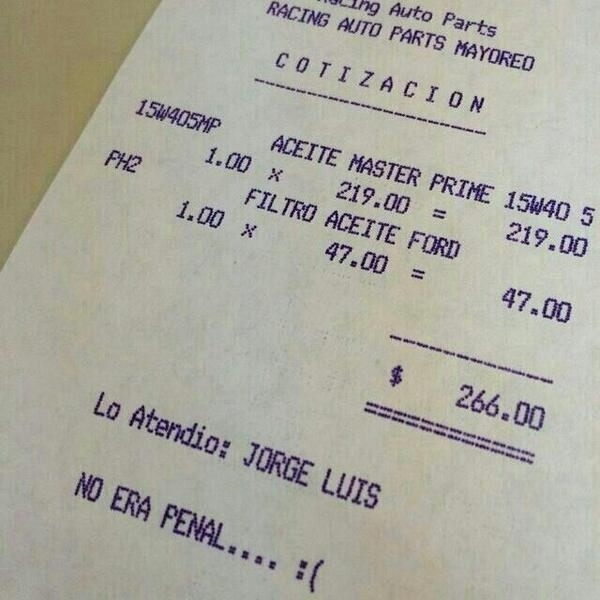 Racing Auto Parts
RACING AUTO PARTS MAYOREO
C O T I Z A C I O N
15W405MP ACEITE MASTER PRIME 15W40 5
1.00 x 219.00 = 219.00
PH2 FILTRO ACEITE FORD
1.00 x 47.00 = 47.00
$ 266.00
Lo Atendio: JORGE LUIS
NO ERA PENAL.... :(